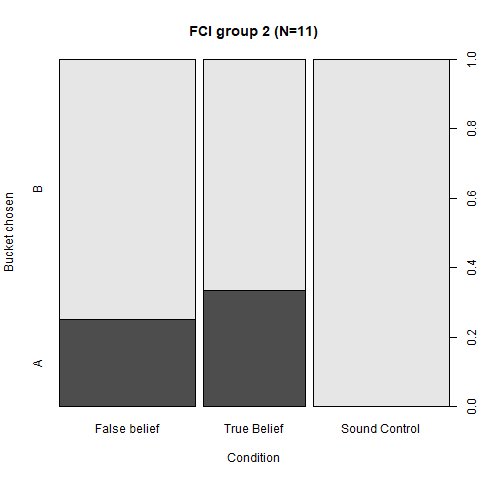 FCI group 2 (N=11)
Bucket chosen
B
A
1.0
0.8
0.6
0.4
0.2
0.0
False belief
True Belief
Sound Control
Condition